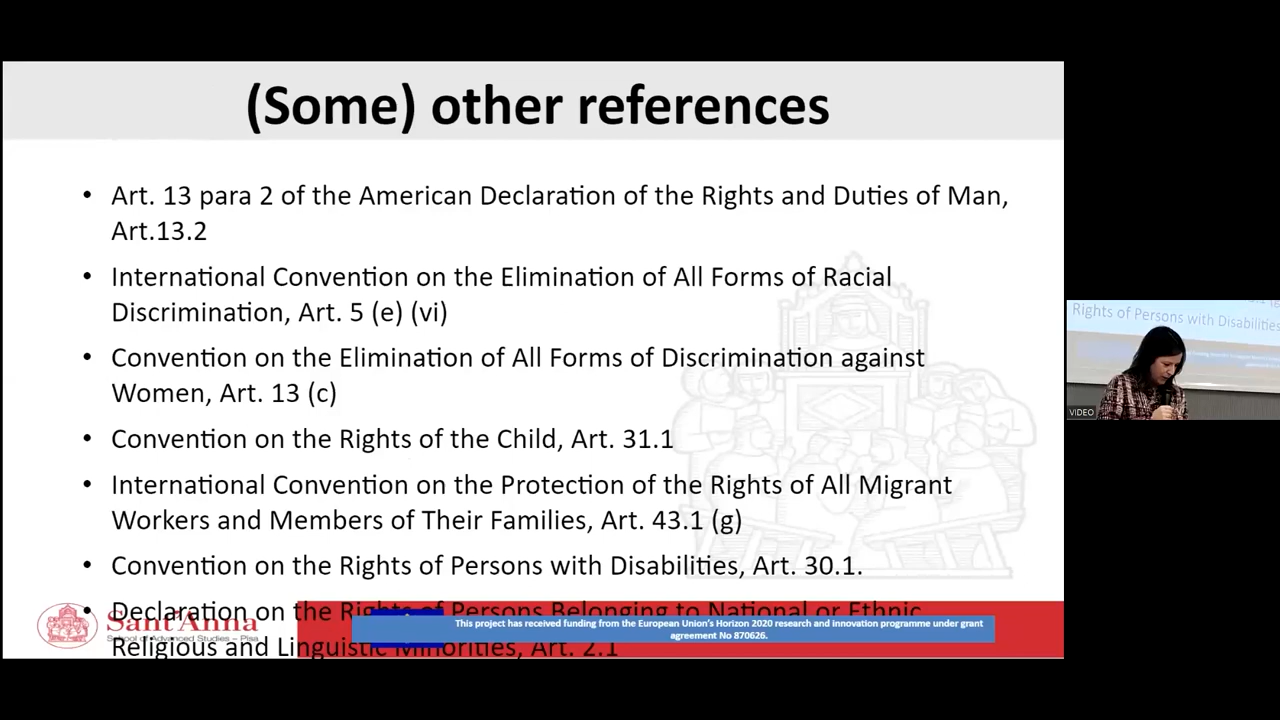 (Some) other references
• Art. 13 para 2 of the American Declaration of the Rights and Duties of Man,
Art.13.2
• International Convention on the Elimination of All Forms of Racial
Discrimination, Art. 5 (e) (vi)
• Convention on the Elimination of All Forms of Discrimination against
Women, Art. 13 (c)
• Convention on the Rights of the Child, Art. 31.1
• International Convention on the Protection of the Rights of All Migrant
Workers and Members of Their Families, Art. 43.1 (g)
• Convention on the Rights of Persons with Disabilities, Art. 30.1.
• Declaration on the Rights of Persons Belonging to National or Ethnic,
Religious and Linguistic Minorities, Art. 2.1
Sant'Anna
School of Advanced Studies – Pisa
This project has received funding from the European Union's Horizon 2020 research and innovation programme under grant
agreement No 870626.
Rights of Persons with Disabilities
VIDEO